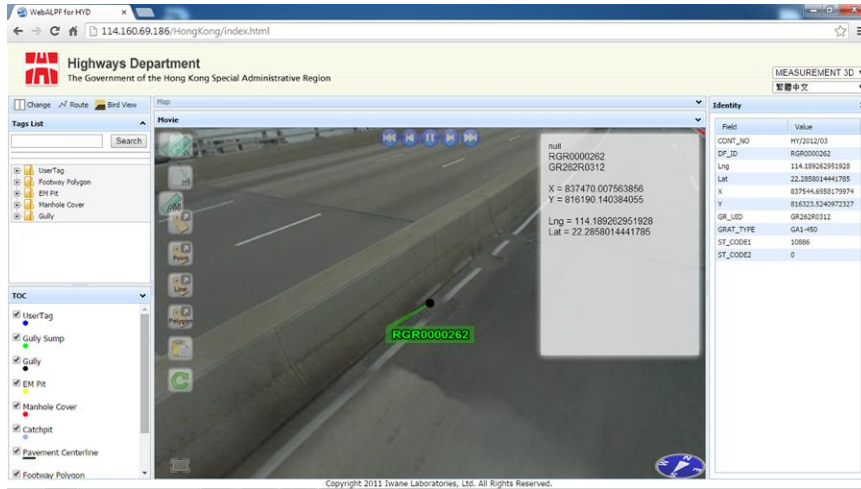 WebALPF for HYD
114.160.69.186/HongKong/index.html
Highways Department
The Government of the Hong Kong Special Administrative Region
MEASUREMENT 3D
繁體中文
Change Route Bird View
Tags List
Search
UserTag
Footway Polygon
EM Pit
Manhole Cover
Gully
TOC
UserTag
Gully Sump
Gully
EM Pit
Manhole Cover
Catchpit
Pavement Centerline
Footway Polygon
Map
Movie
Point
Line
Polygon
RGR0000262
null
RGR0000262
GR262R0312
X = 837470.007563856
Y = 816190.140384055
Lng = 114.189262951928
Lat = 22.2858014441785
Identity
Field Value
CONT_NO HY/2012/03
DF_ID RGR0000262
Lng 114.189262951928
Lat 22.2858014441785
X 837544.6958179974
Y 816323.5240972327
GR_UID GR262R0312
GRAT_TYPE GA1-450
ST_CODE1 10886
ST_CODE2 0
Copyright 2011 Iwane Laboratories, Ltd. All Rights Reserved.